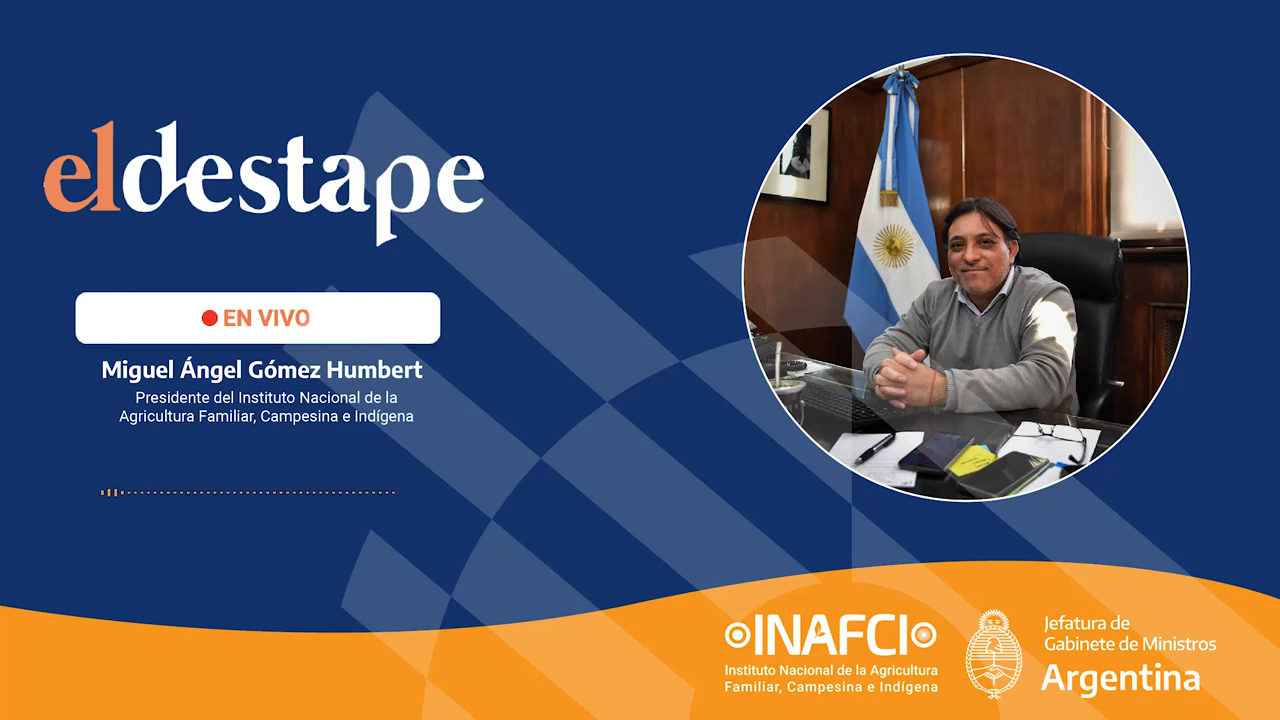 eldestape
EN VIVO
Miguel Ángel Gómez Humbert
Presidente del Instituto Nacional de la
Agricultura Familiar, Campesina e Indígena
INAFCI
Instituto Nacional de la Agricultura
Familiar, Campesina e Indígena
Jefatura de
Gabinete de Ministros
Argentina